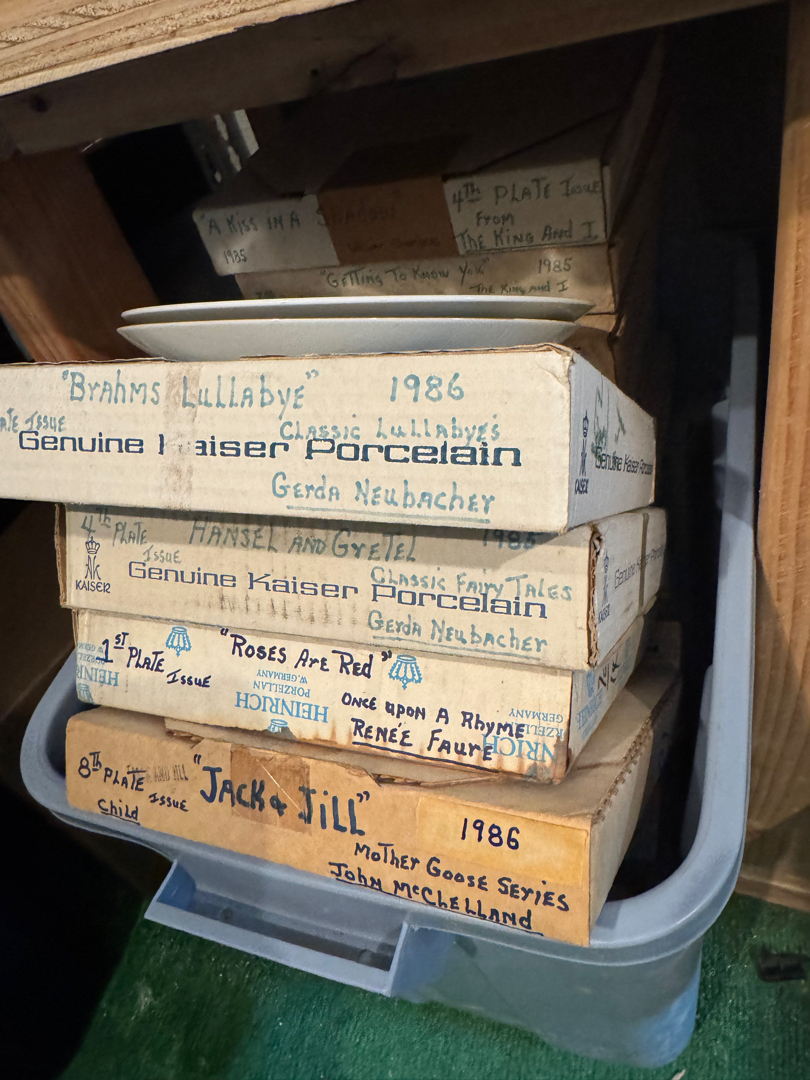 "A KISS IN A
1985
4TH PLATE ISSUE
FROM
THE KING AND I
"GETTING TO KNOW YOU"
1985
THE KING AND I
"BRAHMS LULLABYE" 1986
ATE ISSUE
CLASSIC LULLABYES
Genuine Kaiser Porcelain
GERDA NEUBACHER
KAISER
Genuine Kaiser Porcelain
4TH PLATE
ISSUE
HANSEL AND GRETEL 1985
CLASSIC FAIRY TALES
KAISER
Genuine Kaiser Porcelain
GERDA NEUBACHER
KAISER
1ST PLATE
ISSUE
"ROSES ARE RED"
HEINRICH
PORZELLAN
W. GERMANY
ONCE UPON A RHYME
RENÉE FAURE
8TH PLATE
ISSUE
CHILD
"JACK & JILL"
1986
MOTHER GOOSE SERIES
JOHN McCLELLAND